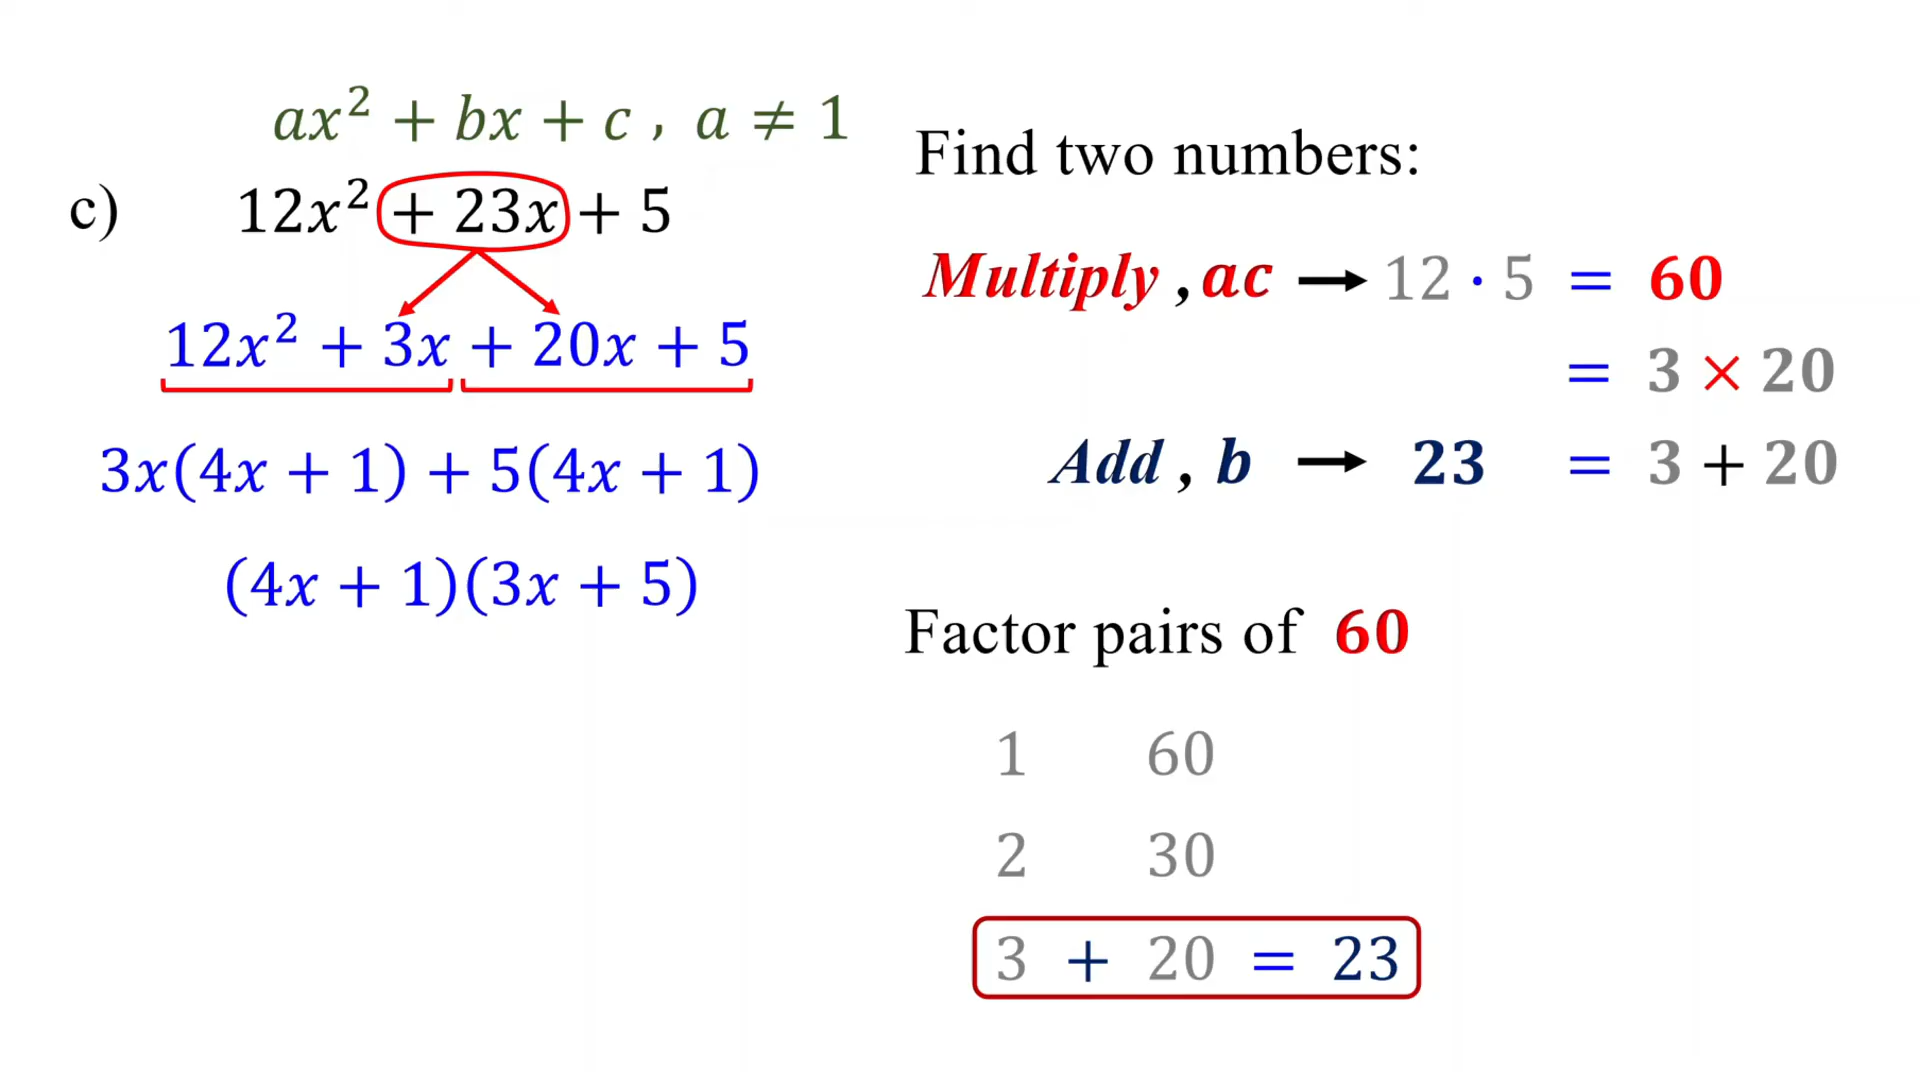 ax² + bx + c , a ≠ 1
c) 12x² + 23x + 5
12x² + 3x + 20x + 5
3x(4x + 1) + 5(4x + 1)
(4x + 1)(3x + 5)
Find two numbers:
Multiply , ac → 12 · 5 = 60
= 3 × 20
Add , b → 23 = 3 + 20
Factor pairs of 60
1 60
2 30
3 + 20 = 23